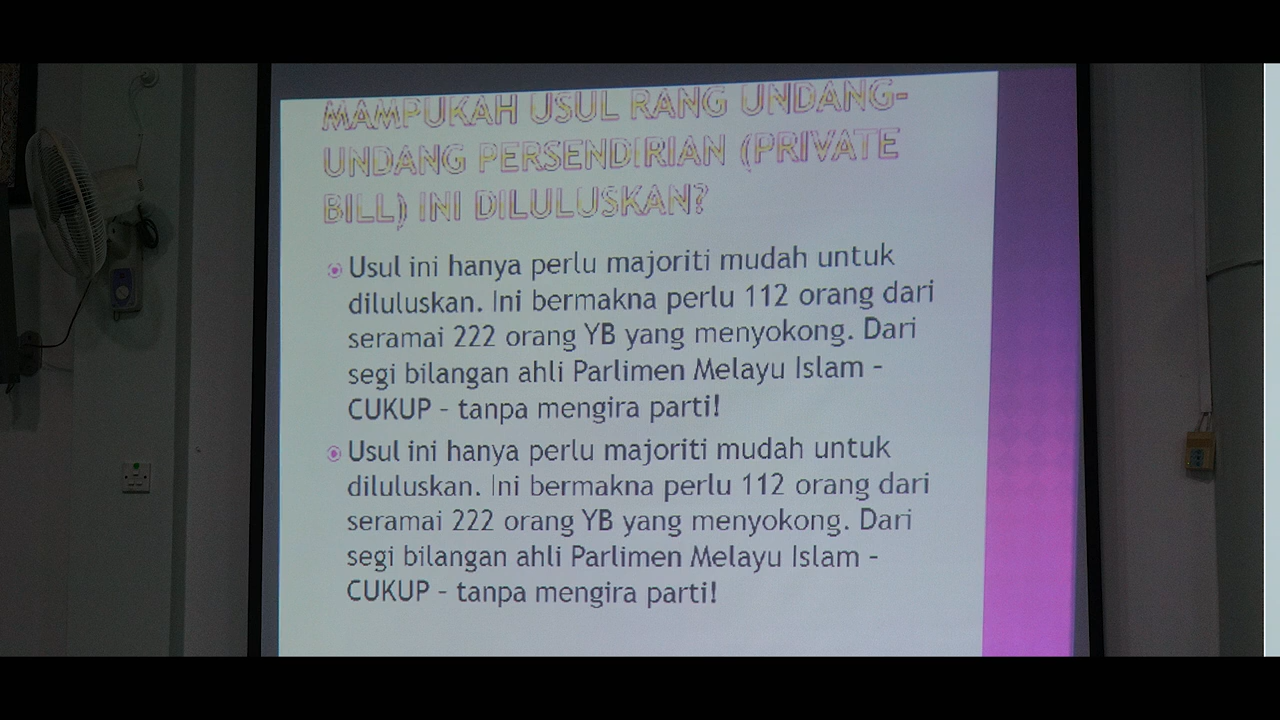 MAMPUKAH USUL RANG UNDANG-
UNDANG PERSENDIRIAN (PRIVATE
BILL) INI DILULUSKAN?
Usul ini hanya perlu majoriti mudah untuk
diluluskan. Ini bermakna perlu 112 orang dari
seramai 222 orang YB yang menyokong. Dari
segi bilangan ahli Parlimen Melayu Islam –
CUKUP – tanpa mengira parti!
Usul ini hanya perlu majoriti mudah untuk
diluluskan. Ini bermakna perlu 112 orang dari
seramai 222 orang YB yang menyokong. Dari
segi bilangan ahli Parlimen Melayu Islam –
CUKUP – tanpa mengira parti!